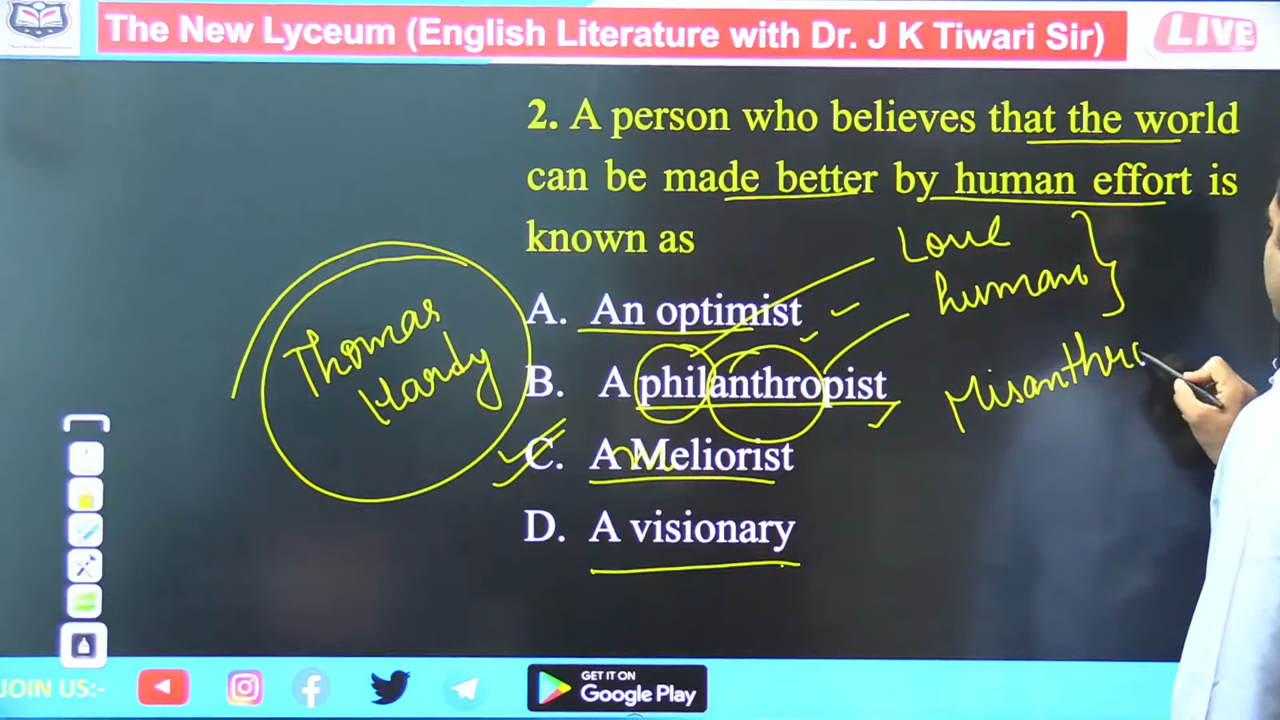 The New Lyceum (English Literature with Dr. J K Tiwari Sir)
LIVE
2. A person who believes that the world
can be made better by human effort is
known as
Love
human
A. An optimist
Thomas
Hardy
B. A philanthropist
Misanthro
C. A Meliorist
D. A visionary
JOIN US:-
GET IT ON
Google Play